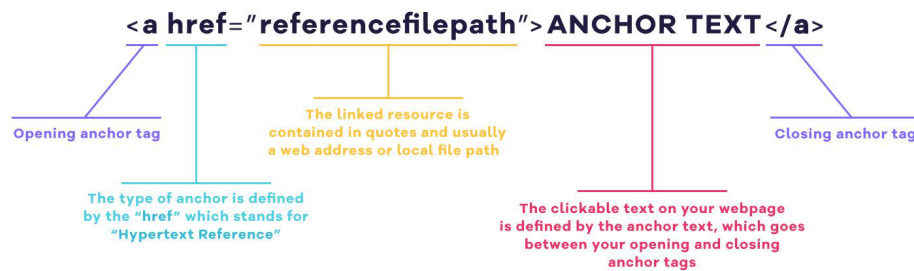 <a href="referencefilepath">ANCHOR TEXT</a>
Opening anchor tag
The linked resource is
contained in quotes and usually
a web address or local file path
Closing anchor tag
The type of anchor is defined
by the "href" which stands for
"Hypertext Reference"
The clickable text on your webpage
is defined by the anchor text, which goes
between your opening and closing
anchor tags